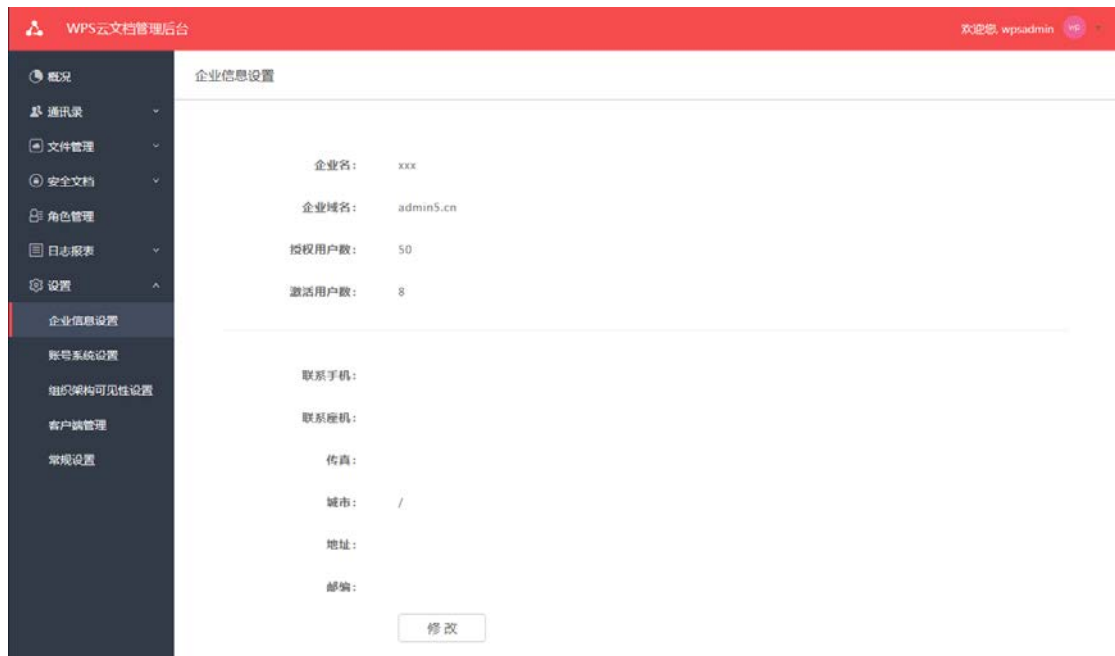 WPS云文档管理后台
欢迎您, wpsadmin
概况
企业信息设置
通讯录
文件管理
安全文档
角色管理
日志报表
设置
企业信息设置
账号系统设置
组织架构可见性设置
客户端管理
常规设置
企业名: xxx
企业域名: admin5.cn
授权用户数: 50
激活用户数: 8
联系手机:
联系座机:
传真:
城市: /
地址:
邮编:
修改